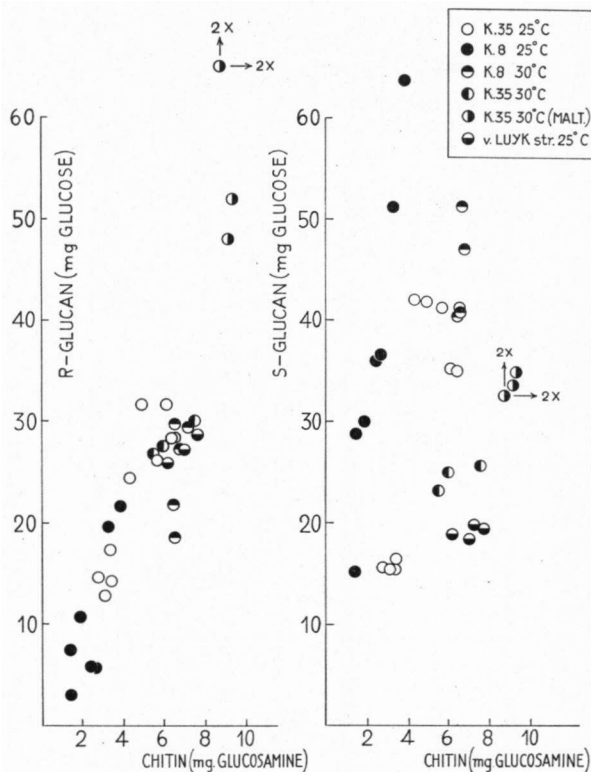 2X
2X
K.35 25°C
K.8 25°C
K.8 30°C
K.35 30°C
K.35 30°C (MALT.)
v. LUYK str. 25°C
R-GLUCAN (mg GLUCOSE)
60
50
40
30
20
10
2 4 6 8 10
CHITIN (mg. GLUCOSAMINE)
S-GLUCAN (mg GLUCOSE)
60
50
40
30
20
10
2X
2X
2 4 6 8 10
CHITIN (mg. GLUCOSAMINE